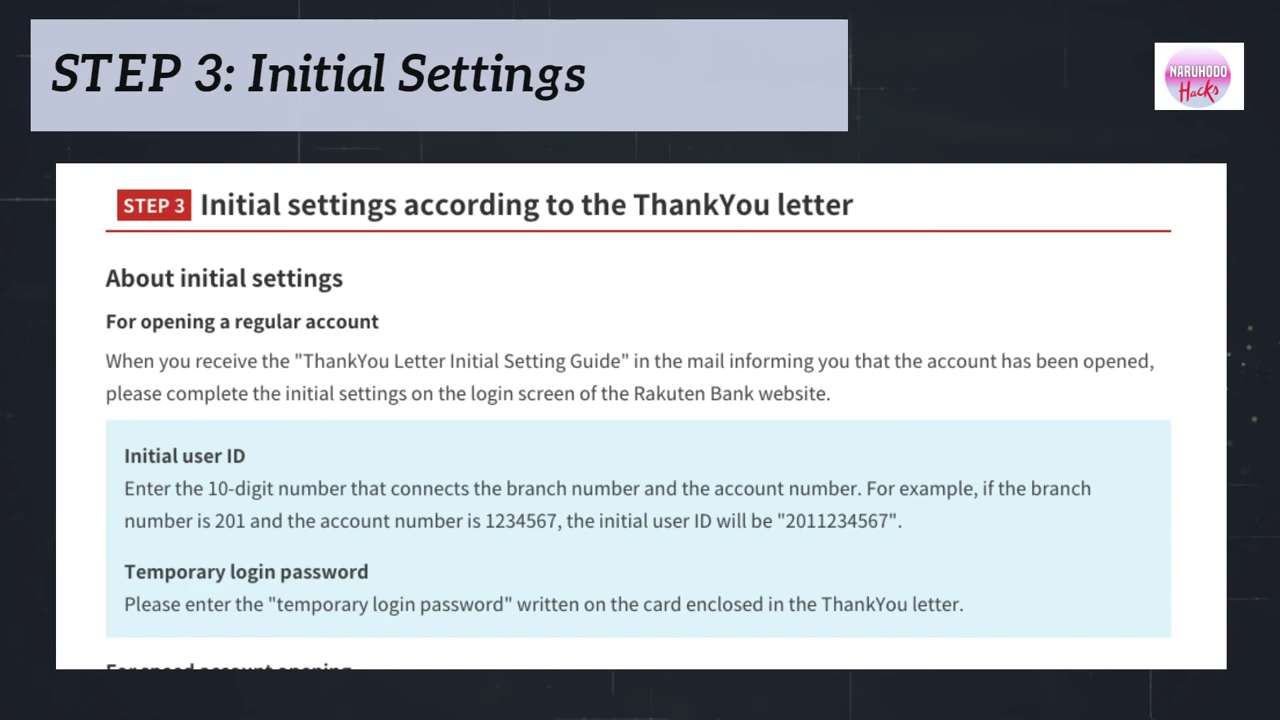 STEP 3: Initial Settings
NARUHODO
Hacks
STEP 3 Initial settings according to the ThankYou letter
About initial settings
For opening a regular account
When you receive the "ThankYou Letter Initial Setting Guide" in the mail informing you that the account has been opened,
please complete the initial settings on the login screen of the Rakuten Bank website.
Initial user ID
Enter the 10-digit number that connects the branch number and the account number. For example, if the branch
number is 201 and the account number is 1234567, the initial user ID will be "2011234567".
Temporary login password
Please enter the "temporary login password" written on the card enclosed in the ThankYou letter.
For speed account opening